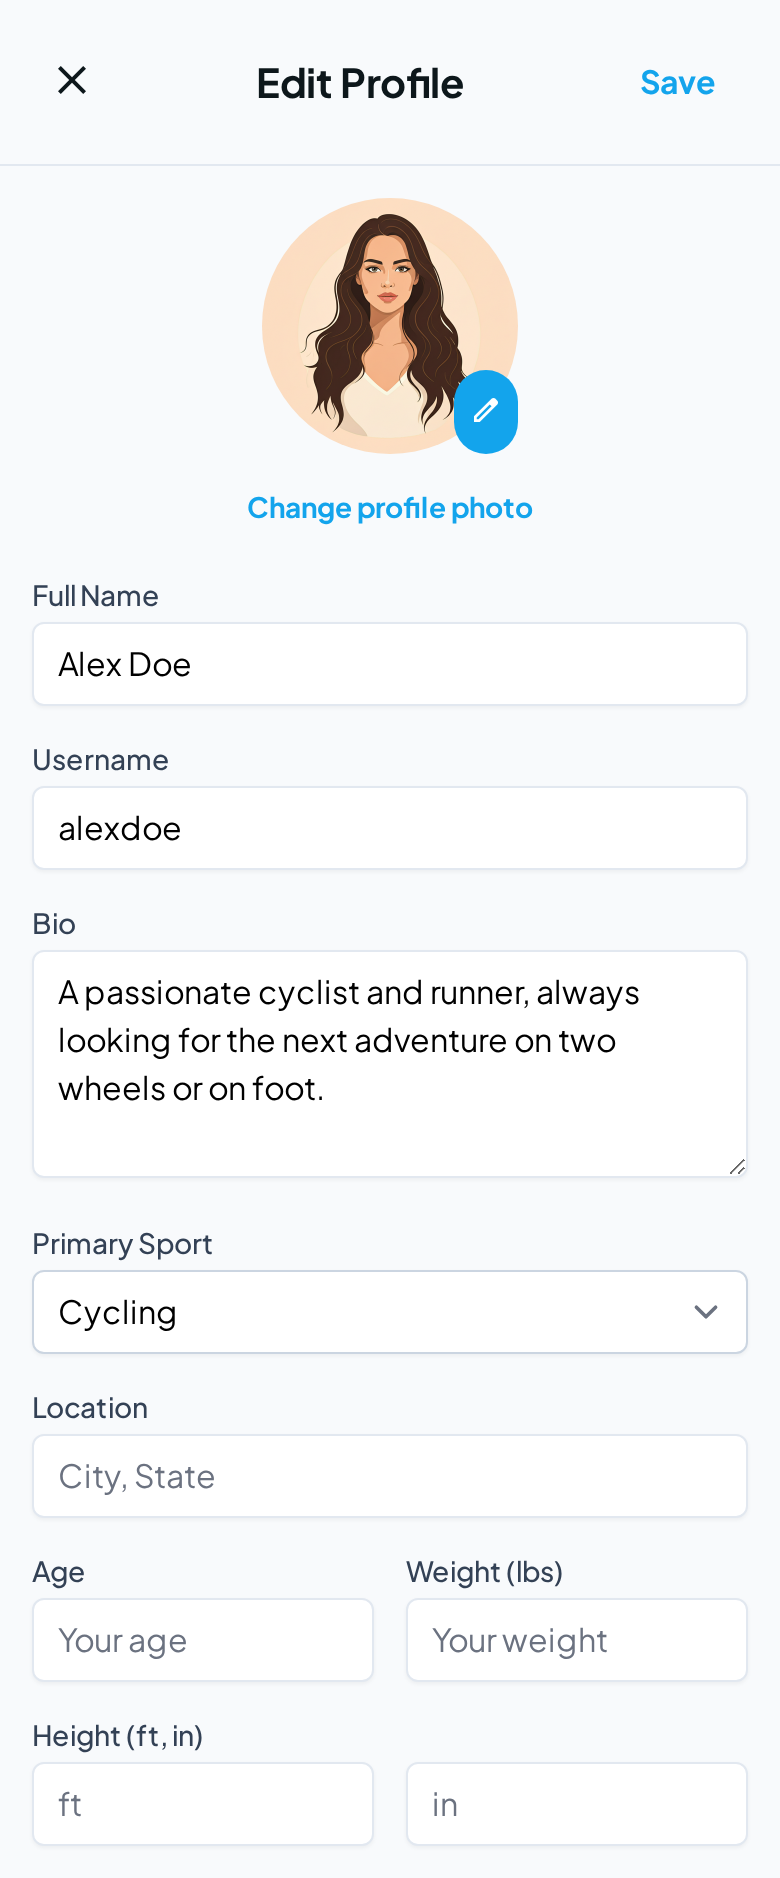 Edit Profile
Save
Change profile photo
Full Name
Alex Doe
Username
alexdoe
Bio
A passionate cyclist and runner, always
looking for the next adventure on two
wheels or on foot.
Primary Sport
Cycling
Location
City, State
Age
Weight (lbs)
Your age
Your weight
Height (ft, in)
ft
in